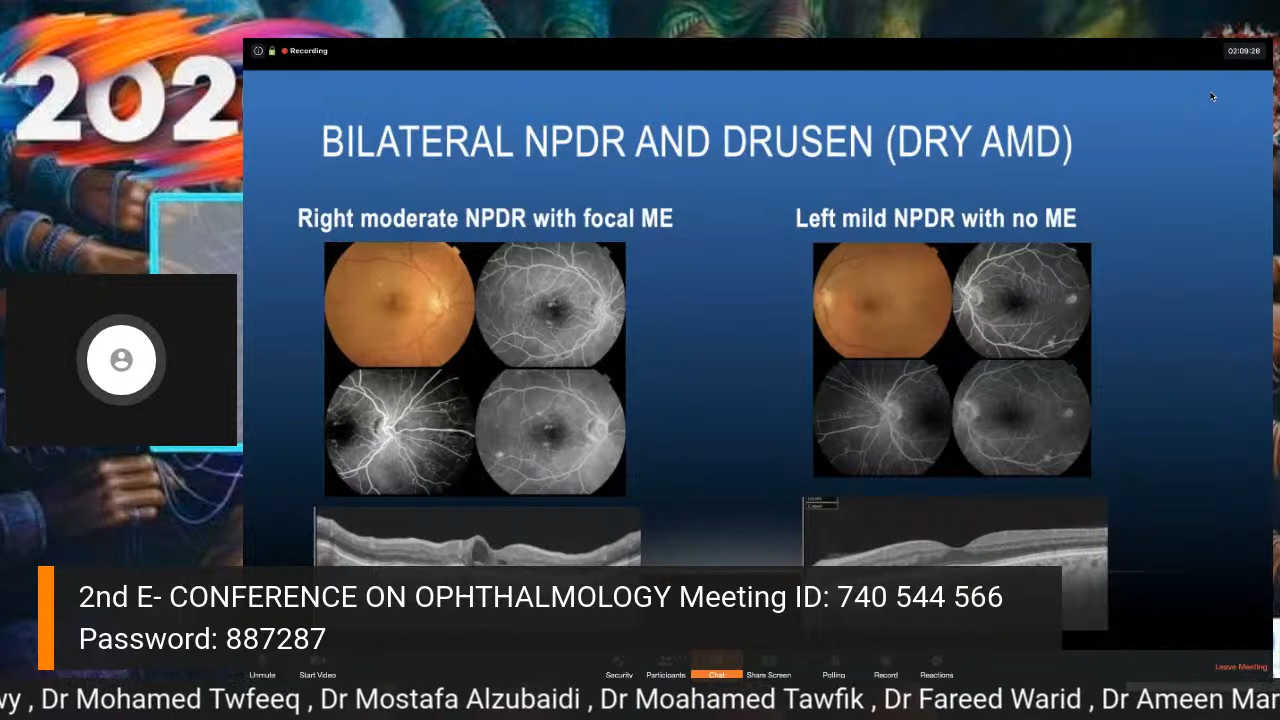 202
Recording
02:09:28
BILATERAL NPDR AND DRUSEN (DRY AMD)
Right moderate NPDR with focal ME
Left mild NPDR with no ME
2nd E- CONFERENCE ON OPHTHALMOLOGY Meeting ID: 740 544 566
Password: 887287
Unmute Start Video Security Participants Chat Share Screen Polling Record Reactions
Leave Meeting
vy , Dr Mohamed Twfeeq , Dr Mostafa Alzubaidi , Dr Moahamed Tawfik , Dr Fareed Warid , Dr Ameen Mar